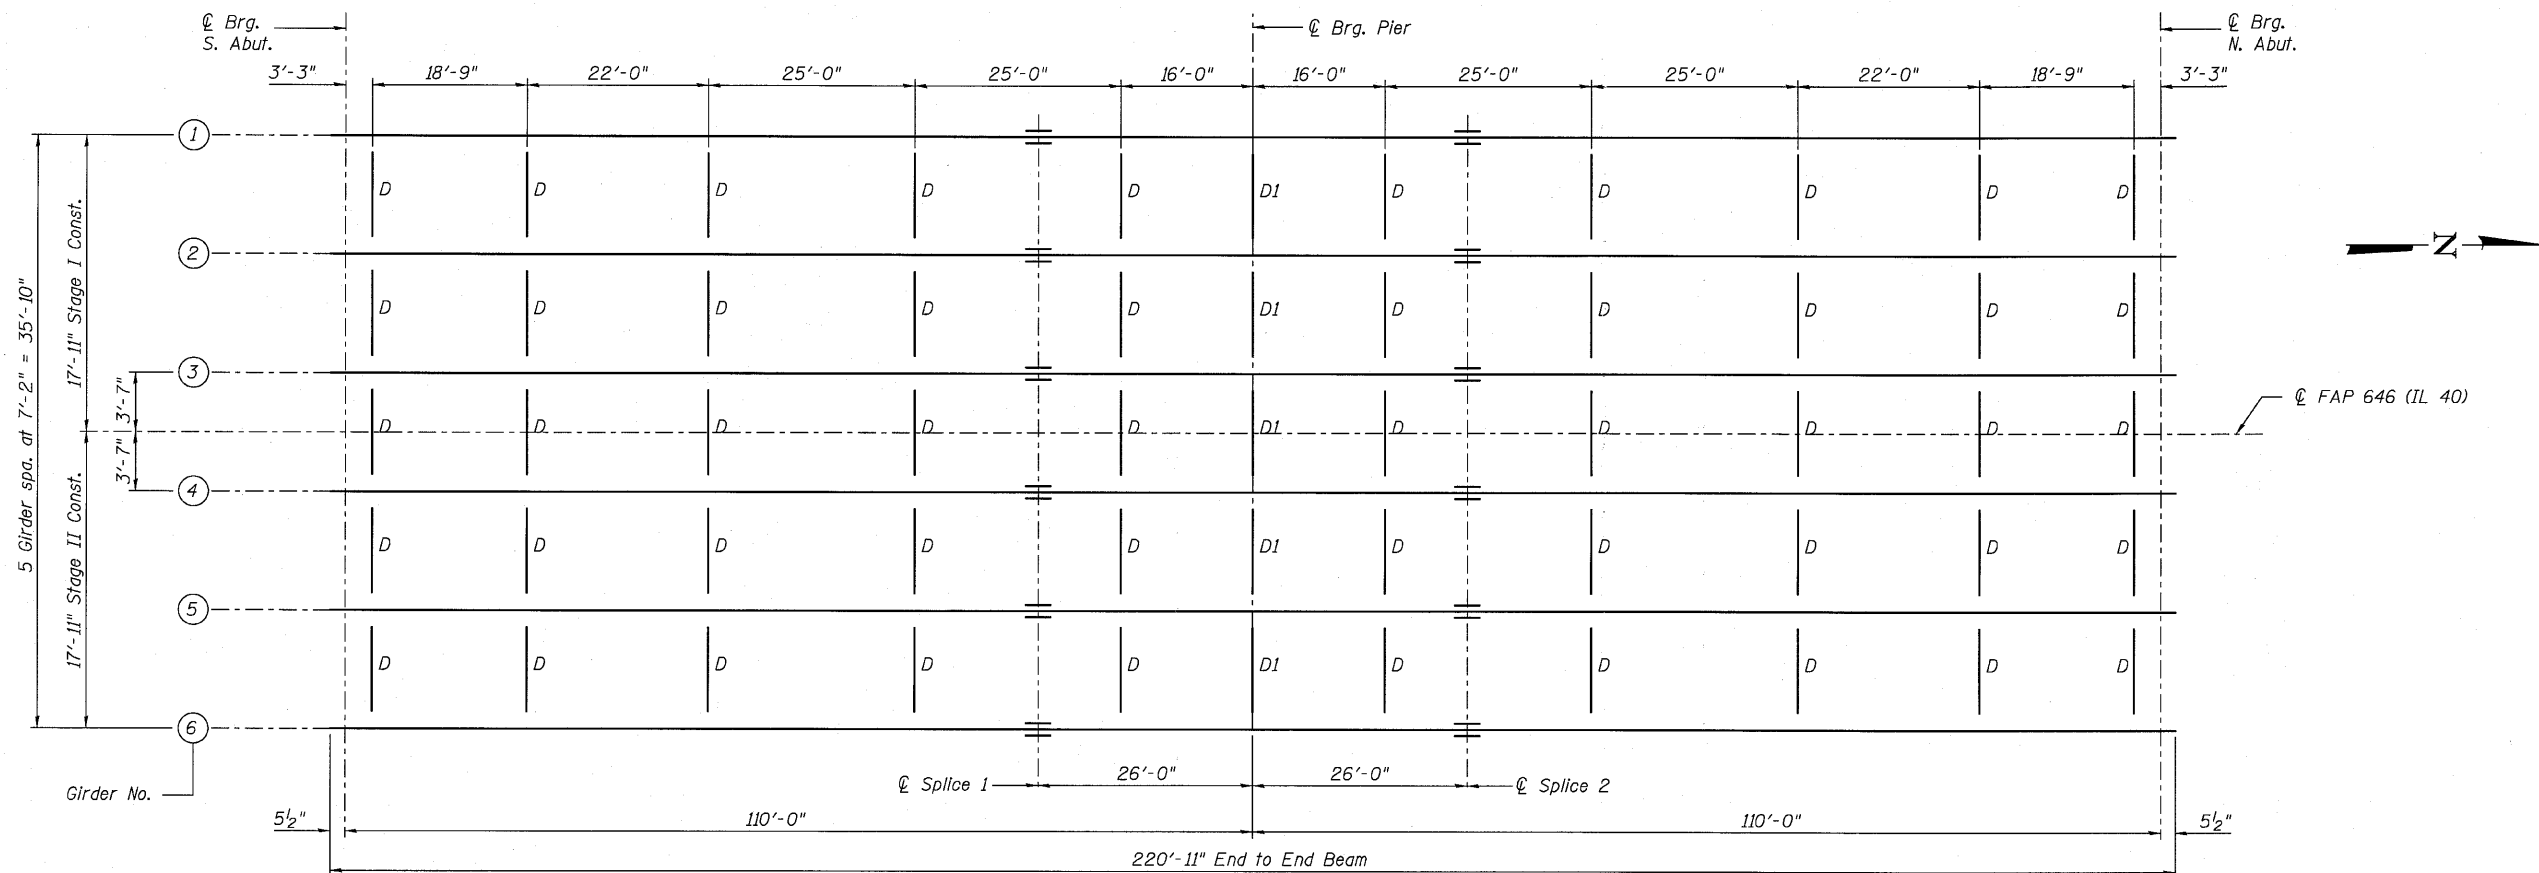 ℄ Brg.
S. Abut.
℄ Brg. Pier
℄ Brg.
N. Abut.
3'-3" 18'-9" 22'-0" 25'-0" 25'-0" 16'-0" 16'-0" 25'-0" 25'-0" 22'-0" 18'-9" 3'-3"
1
D D D D D D1 D D D D D
2
N
D D D D D D1 D D D D D
3
℄ FAP 646 (IL 40)
D D D D D D1 D D D D D
4
D D D D D D1 D D D D D
5
D D D D D D1 D D D D D
6
5 Girder spa. at 7'-2" = 35'-10"
17'-11" Stage I Const.
17'-11" Stage II Const.
3'-7"
3'-7"
Girder No.
℄ Splice 1
26'-0"
26'-0"
℄ Splice 2
5½"
110'-0"
110'-0"
5½"
220'-11" End to End Beam